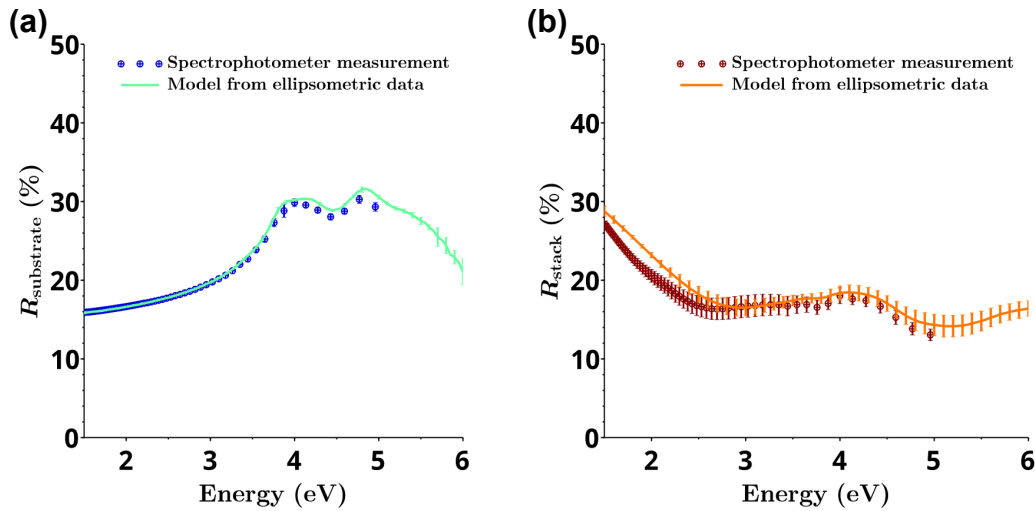 (a)
50
40
30
20
10
0
2 3 4 5 6
R_substrate (%)
Energy (eV)
Spectrophotometer measurement
Model from ellipsometric data
(b)
50
40
30
20
10
0
2 3 4 5 6
R_stack (%)
Energy (eV)
Spectrophotometer measurement
Model from ellipsometric data